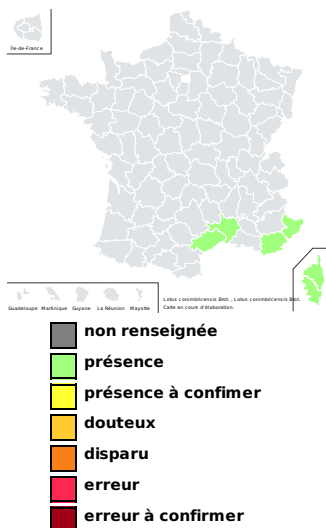 Île-de-France
Lotus conimbricensis Brot. , Lotus conimbricensis Brot.
Carte en cours d'élaboration.
Guadeloupe Martinique Guyane La Réunion Mayotte
non renseignée
présence
présence à confimer
douteux
disparu
erreur
erreur à confirmer